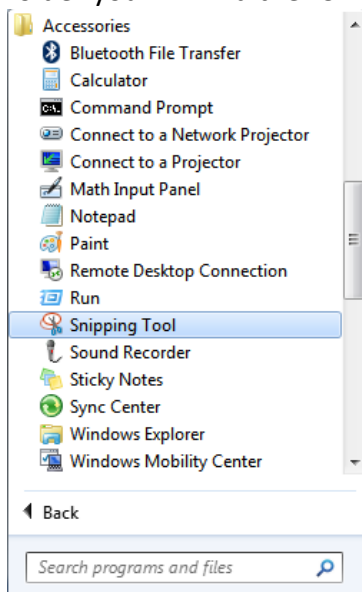 Accessories
Bluetooth File Transfer
Calculator
Command Prompt
Connect to a Network Projector
Connect to a Projector
Math Input Panel
Notepad
Paint
Remote Desktop Connection
Run
Snipping Tool
Sound Recorder
Sticky Notes
Sync Center
Windows Explorer
Windows Mobility Center
Back
Search programs and files